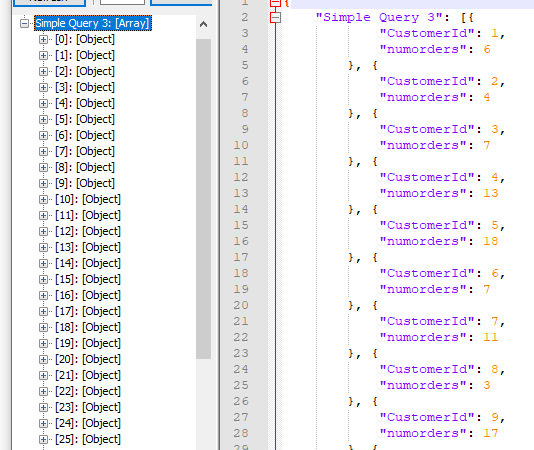 Simple Query 3: [Array]
[0]: [Object]
[1]: [Object]
[2]: [Object]
[3]: [Object]
[4]: [Object]
[5]: [Object]
[6]: [Object]
[7]: [Object]
[8]: [Object]
[9]: [Object]
[10]: [Object]
[11]: [Object]
[12]: [Object]
[13]: [Object]
[14]: [Object]
[15]: [Object]
[16]: [Object]
[17]: [Object]
[18]: [Object]
[19]: [Object]
[20]: [Object]
[21]: [Object]
[22]: [Object]
[23]: [Object]
[24]: [Object]
[25]: [Object]
1 {
2 "Simple Query 3": [{
3 "CustomerId": 1,
4 "numorders": 6
5 }, {
6 "CustomerId": 2,
7 "numorders": 4
8 }, {
9 "CustomerId": 3,
10 "numorders": 7
11 }, {
12 "CustomerId": 4,
13 "numorders": 13
14 }, {
15 "CustomerId": 5,
16 "numorders": 18
17 }, {
18 "CustomerId": 6,
19 "numorders": 7
20 }, {
21 "CustomerId": 7,
22 "numorders": 11
23 }, {
24 "CustomerId": 8,
25 "numorders": 3
26 }, {
27 "CustomerId": 9,
28 "numorders": 17
29 }, {